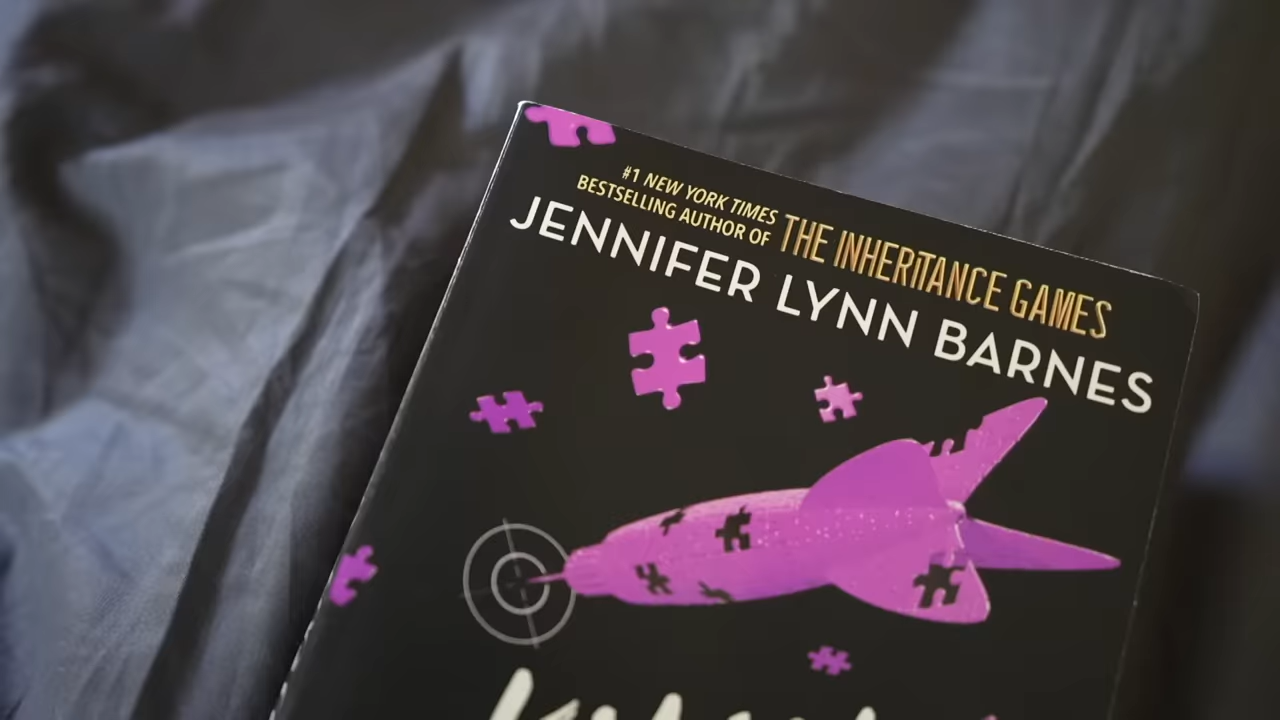 #1 NEW YORK TIMES
BESTSELLING AUTHOR OF THE INHERITANCE GAMES
JENNIFER LYNN BARNES